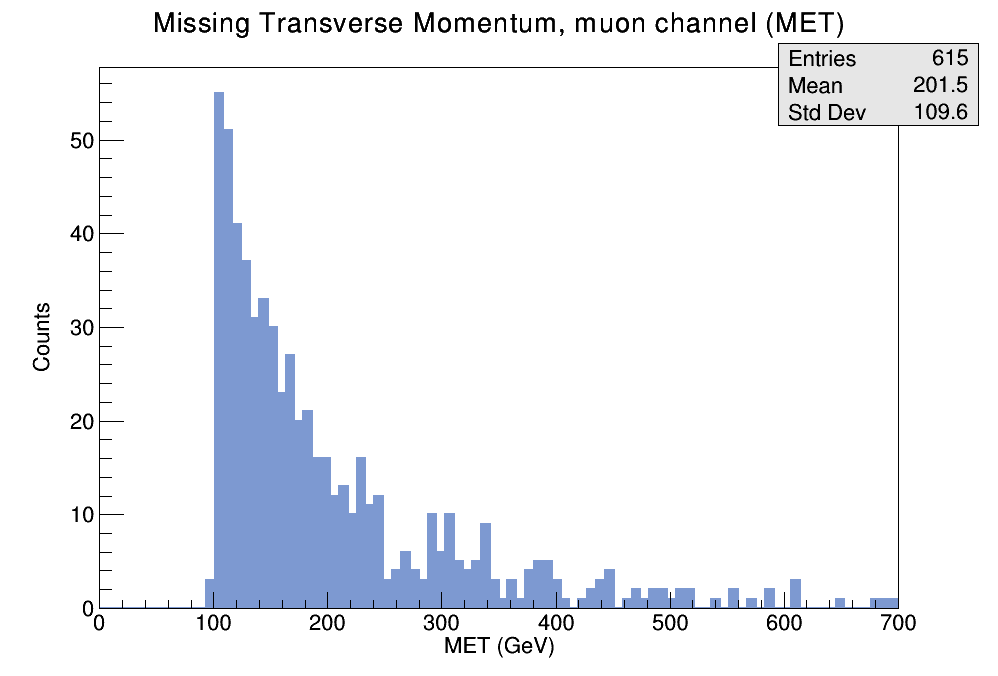 Missing Transverse Momentum, muon channel (MET)
Entries 615
Mean 201.5
Std Dev 109.6
50
40
30
20
10
0
Counts
0 100 200 300 400 500 600 700
MET (GeV)